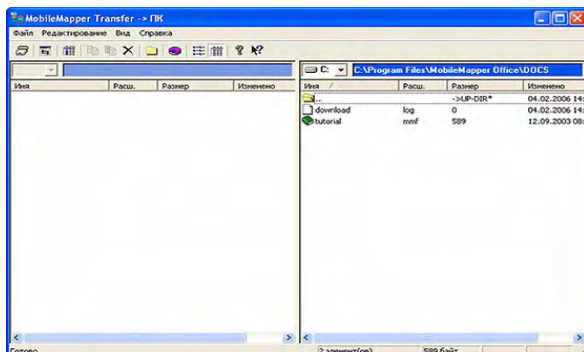 MobileMapper Transfer -> ПК
Файл Редактирование Вид Справка
C: C:\Program Files\MobileMapper Office\DOCS
Имя Расш. Размер Изменено Имя / Расш. Размер Изменено
.. ->UP-DIR* 04.02.2006 14:
download log 0 04.02.2006 14:
tutorial mmf 589 12.09.2003 08:
Готово 2 элемент(ов) 589 байт